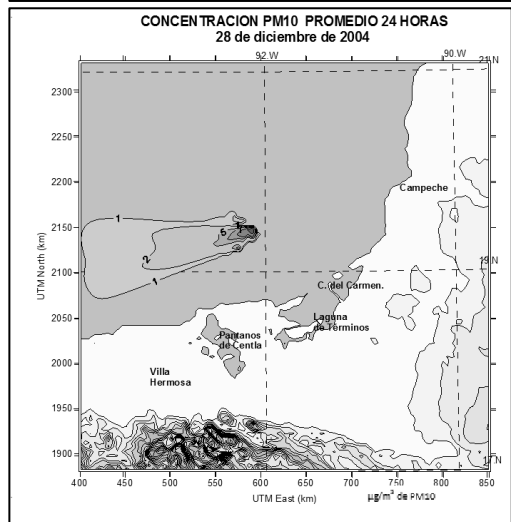 CONCENTRACION PM10 PROMEDIO 24 HORAS
28 de diciembre de 2004
92.W
90.W
21.N
2300
2250
2200
2150
2100
2050
2000
1950
1900
UTM North (km)
Campeche
1
5
2
1
19.N
C. del Carmen.
Laguna
de Términos
Pantanos
de Centla
Villa
Hermosa
17.N
400 450 500 550 600 650 700 750 800 850
UTM East (km)
µg/m³ de PM10